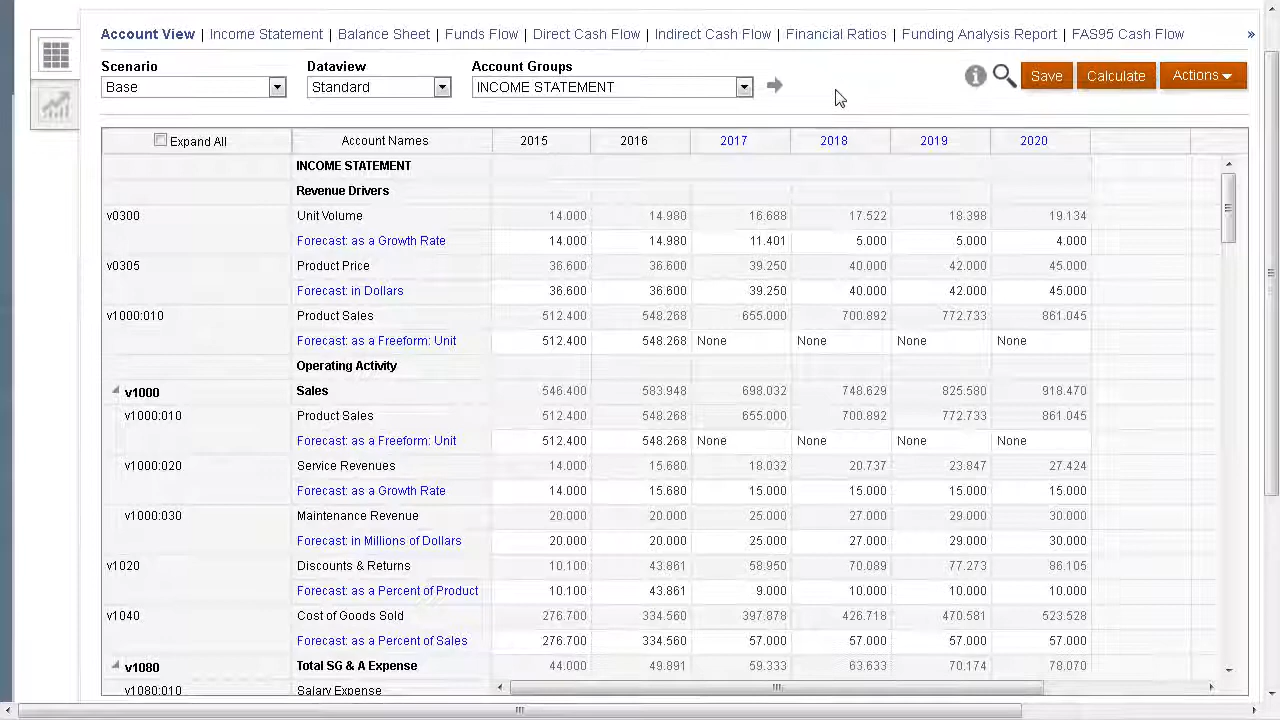 Account View | Income Statement | Balance Sheet | Funds Flow | Direct Cash Flow | Indirect Cash Flow | Financial Ratios | Funding Analysis Report | FAS95 Cash Flow »
Scenario Dataview Account Groups
Base Standard INCOME STATEMENT Save Calculate Actions
Expand All Account Names 2015 2016 2017 2018 2019 2020
INCOME STATEMENT
Revenue Drivers
v0300 Unit Volume 14.000 14.980 16.688 17.522 18.398 19.134
Forecast: as a Growth Rate 14.000 14.980 11.401 5.000 5.000 4.000
v0305 Product Price 36.600 36.600 39.250 40.000 42.000 45.000
Forecast: in Dollars 36.600 36.600 39.250 40.000 42.000 45.000
v1000:010 Product Sales 512.400 548.268 655.000 700.892 772.733 861.045
Forecast: as a Freeform: Unit 512.400 548.268 None None None None
Operating Activity
v1000 Sales 546.400 583.948 698.032 748.629 825.580 918.470
v1000:010 Product Sales 512.400 548.268 655.000 700.892 772.733 861.045
Forecast: as a Freeform: Unit 512.400 548.268 None None None None
v1000:020 Service Revenues 14.000 15.680 18.032 20.737 23.847 27.424
Forecast: as a Growth Rate 14.000 15.680 15.000 15.000 15.000 15.000
v1000:030 Maintenance Revenue 20.000 20.000 25.000 27.000 29.000 30.000
Forecast: in Millions of Dollars 20.000 20.000 25.000 27.000 29.000 30.000
v1020 Discounts & Returns 10.100 43.861 58.950 70.089 77.273 86.105
Forecast: as a Percent of Product 10.100 43.861 9.000 10.000 10.000 10.000
v1040 Cost of Goods Sold 276.700 334.560 397.878 426.718 470.581 523.528
Forecast: as a Percent of Sales 276.700 334.560 57.000 57.000 57.000 57.000
v1080 Total SG & A Expense 44.000 49.891 59.333 63.633 70.174 78.070
v1080:010 Salary Expense